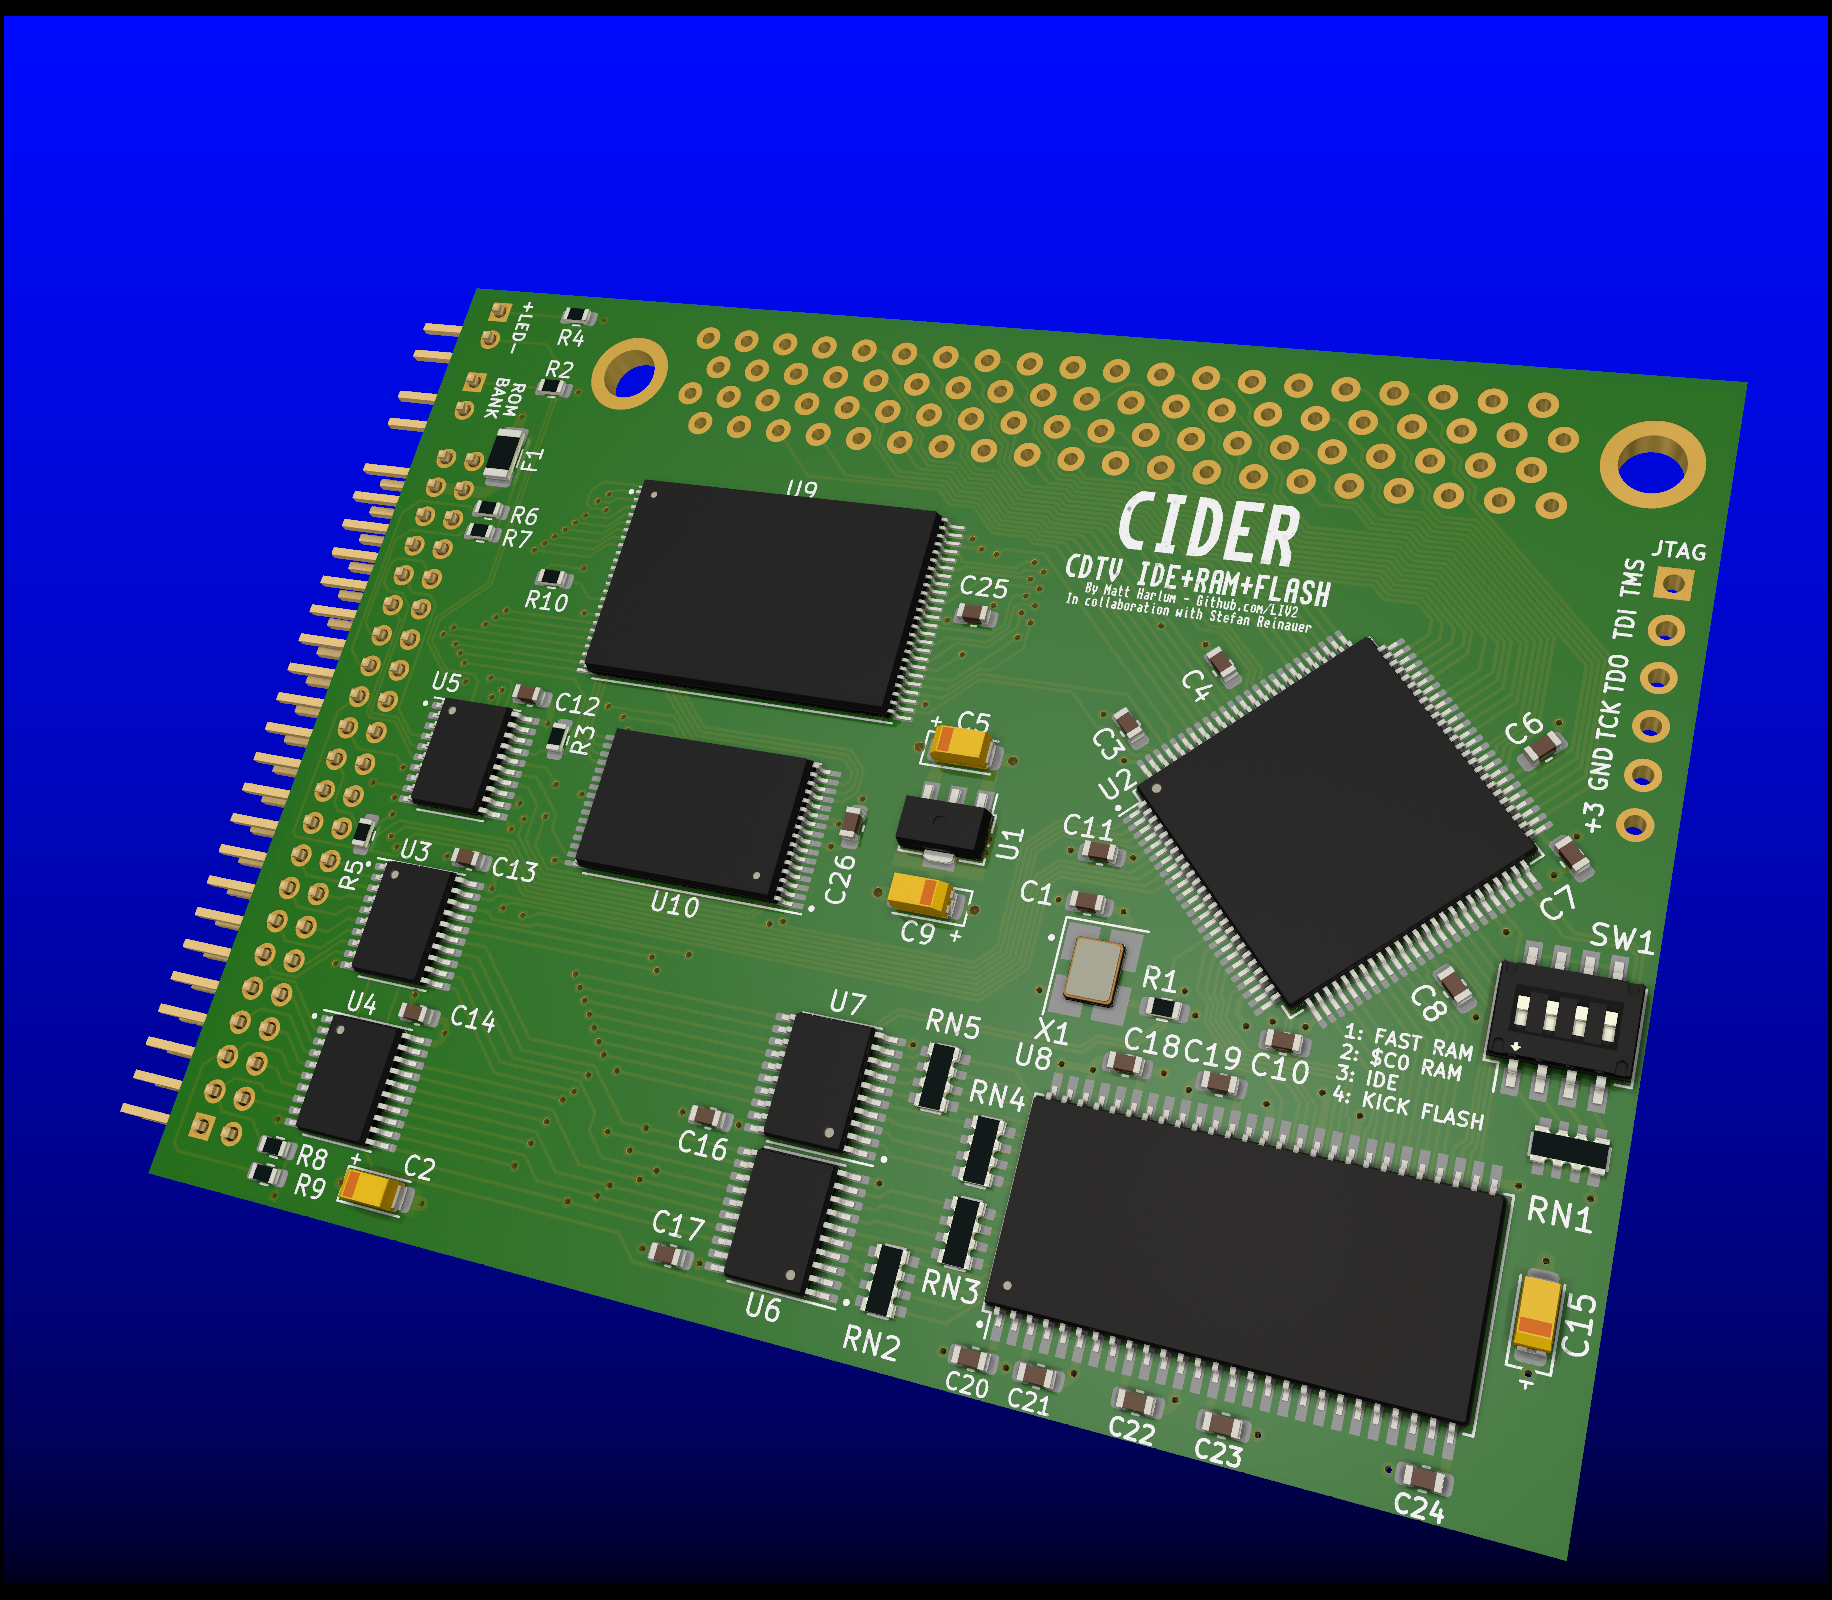 +LED-
R4
R2
ROM
BANK
F1
R6
R7
R10
U9
C25
CIDER
CDTV IDE+RAM+FLASH
By Matt Harlum - Github.com/LIV2
In collaboration with Stefan Reinauer
JTAG
TMS
TDI
TDO
TCK
GND
+3
U5
C12
R3
+ C5
U1
C9 +
C26
U10
R5
U3
C13
U4
C14
R8
R9
+
C2
C4
C3
U2
C6
C7
C11
C1
X1
R1
C8
SW1
1: FAST RAM
2: $C0 RAM
3: IDE
4: KICK FLASH
U7
RN5
U8
C18
C19
C10
RN4
C16
C17
U6
RN3
RN2
RN1
C15
+
C20
C21
C22
C23
C24